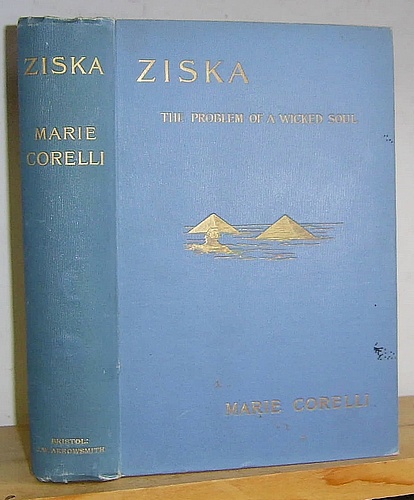 ZISKA
MARIE
CORELLI
BRISTOL:
J.W. ARROWSMITH
ZISKA
THE PROBLEM OF A WICKED SOUL
MARIE CORELLI